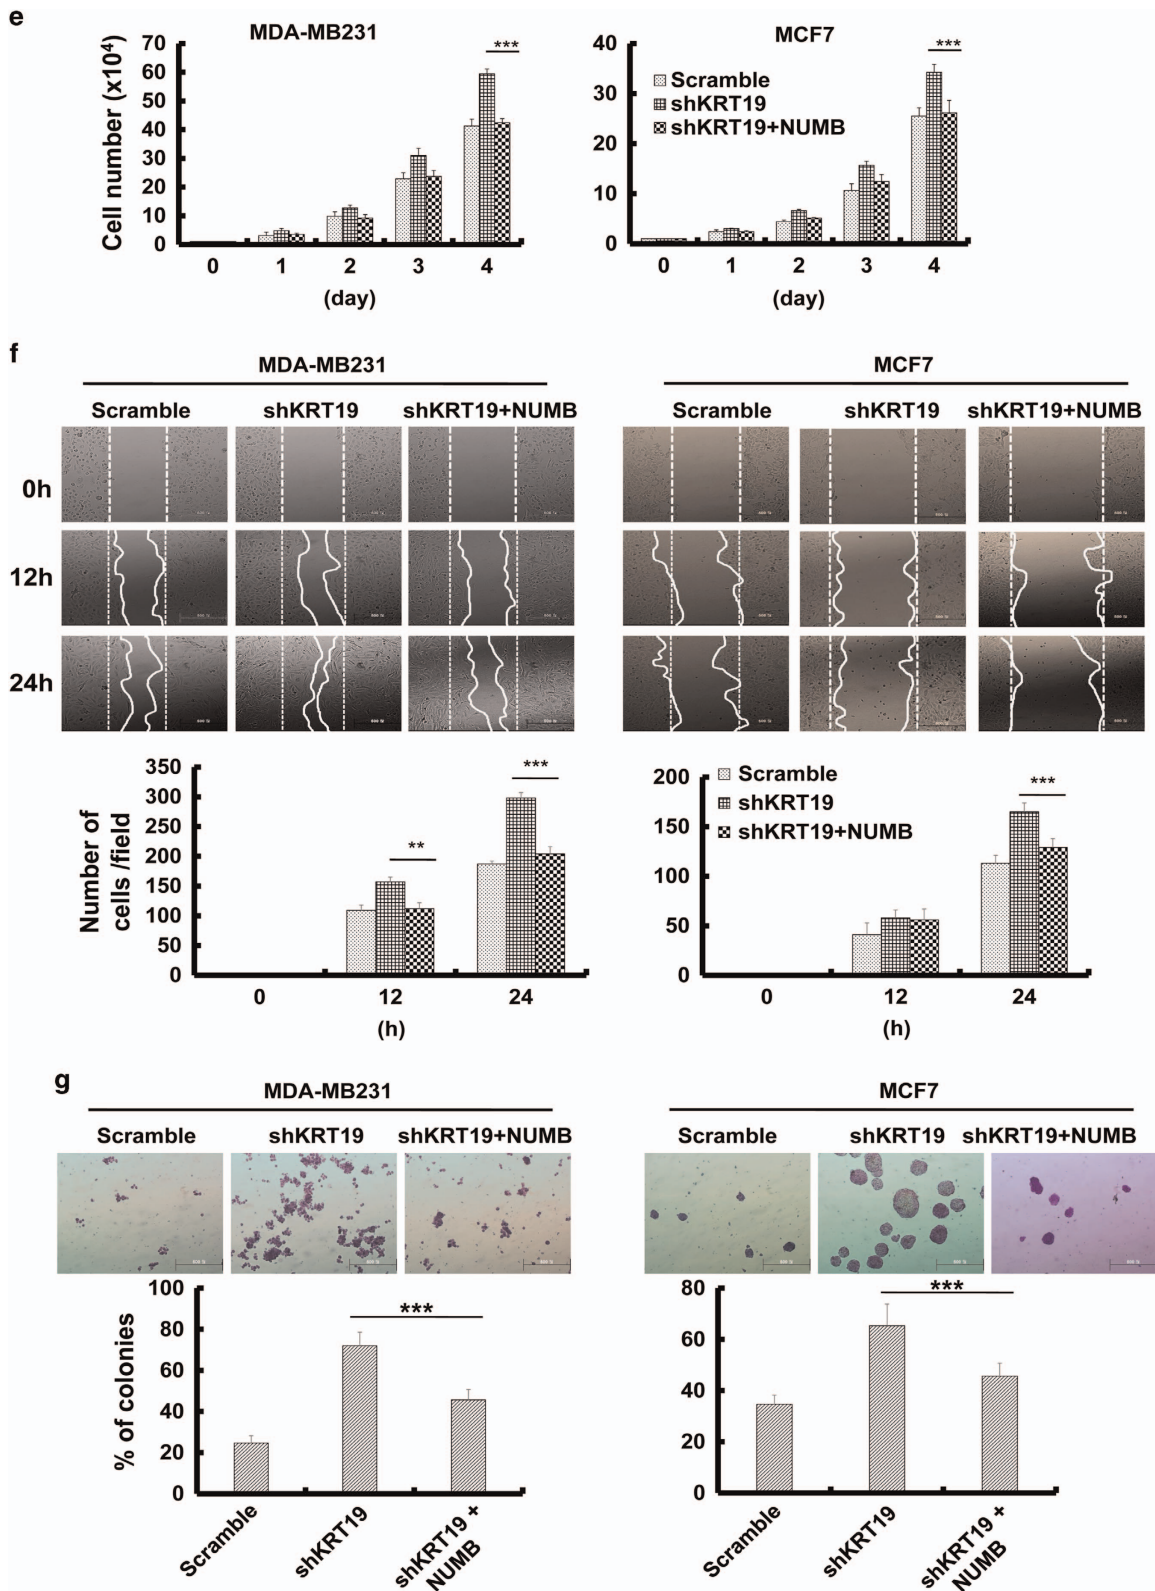 e
MDA-MB231
MCF7
Cell number (x10⁴)
70
60
50
40
30
20
10
0
***
0 1 2 3 4
(day)
40
30
20
10
0
***
Scramble
shKRT19
shKRT19+NUMB
0 1 2 3 4
(day)
f
MDA-MB231
MCF7
Scramble shKRT19 shKRT19+NUMB
Scramble shKRT19 shKRT19+NUMB
0h
12h
24h
Number of
cells /field
350
300
250
200
150
100
50
0
**
***
0 12 24
(h)
200
150
100
50
0
Scramble
shKRT19
shKRT19+NUMB
***
0 12 24
(h)
g
MDA-MB231
MCF7
Scramble shKRT19 shKRT19+NUMB
Scramble shKRT19 shKRT19+NUMB
% of colonies
100
80
60
40
20
0
***
Scramble
shKRT19
shKRT19 +
NUMB
80
60
40
20
0
***
Scramble
shKRT19
shKRT19 +
NUMB